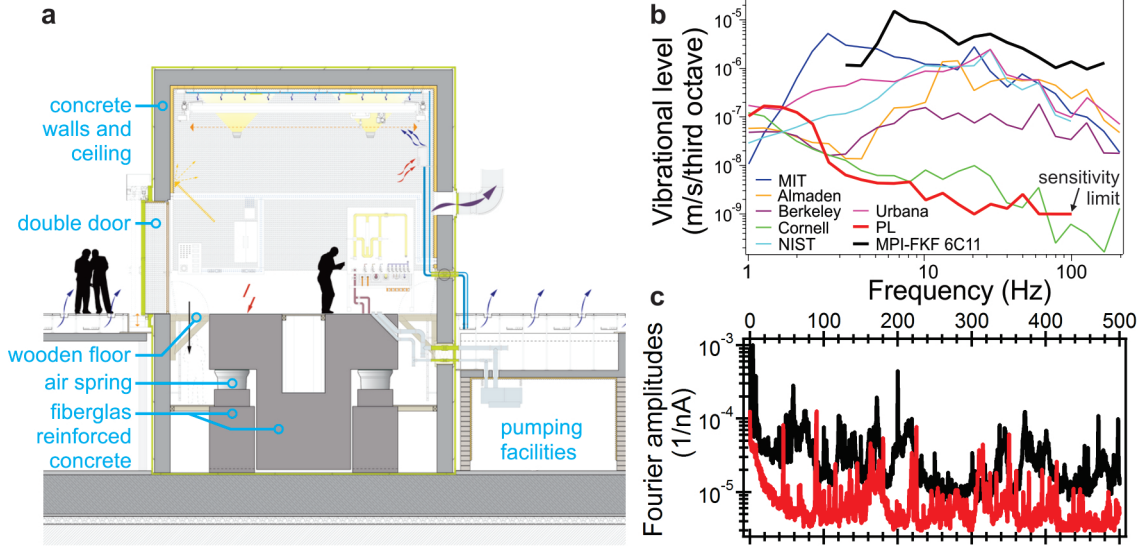 a
concrete
walls and
ceiling
double door
wooden floor
air spring
fiberglas
reinforced
concrete
pumping
facilities
b
Vibrational level
(m/s/third octave)
10⁻⁵
10⁻⁶
10⁻⁷
10⁻⁸
10⁻⁹
MIT
Almaden
Berkeley
Cornell
NIST
Urbana
PL
MPI-FKF 6C11
sensitivity
limit
1
10
100
Frequency (Hz)
c
0
100
200
300
400
500
Fourier amplitudes
(1/nA)
10⁻³
10⁻⁴
10⁻⁵